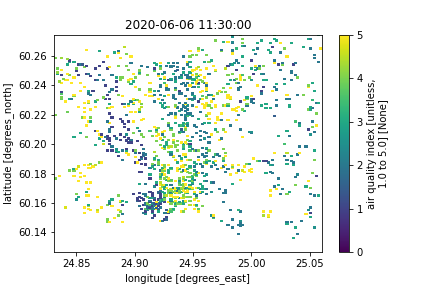 2020-06-06 11:30:00
60.26
60.24
60.22
60.20
60.18
60.16
60.14
latitude [degrees_north]
24.85 24.90 24.95 25.00 25.05
longitude [degrees_east]
5
4
3
2
1
0
air quality index [unitless,
1.0 to 5.0] [None]